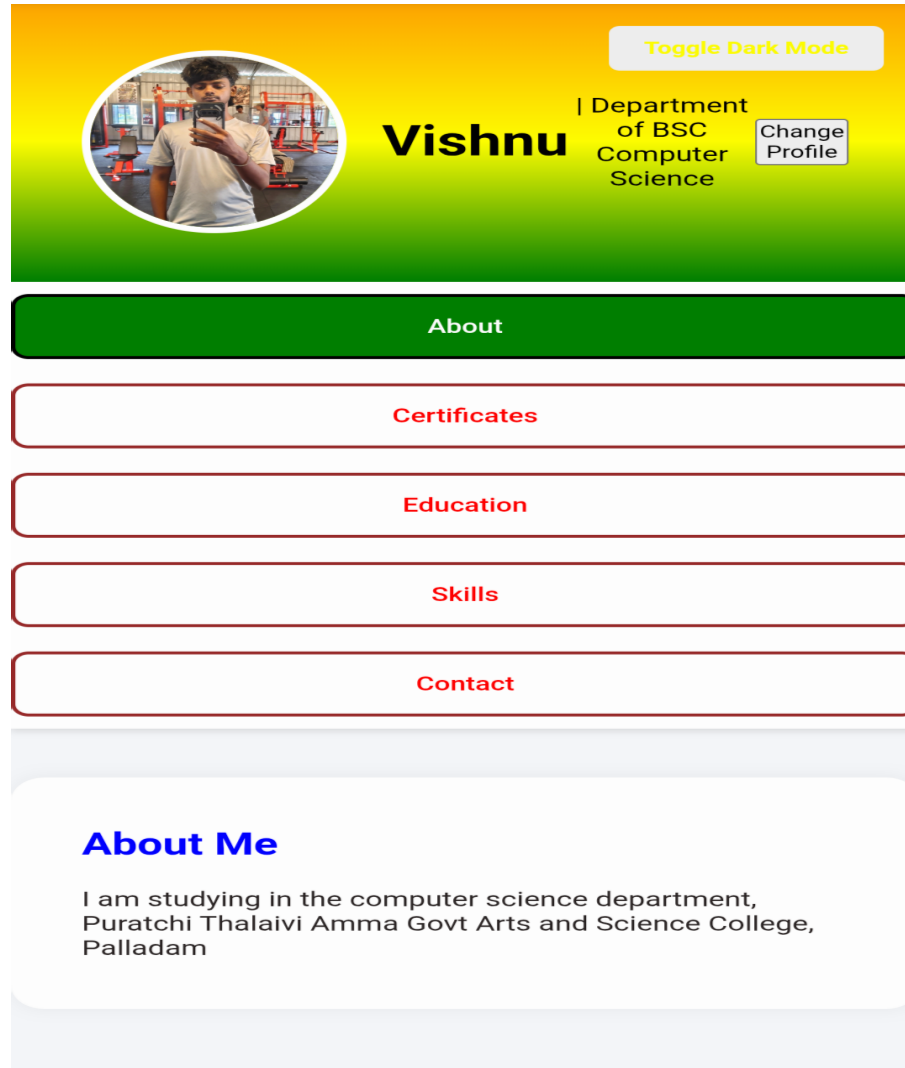 Toggle Dark Mode
Vishnu
| Department
of BSC
Computer
Science
Change
Profile
About
Certificates
Education
Skills
Contact
About Me
I am studying in the computer science department,
Puratchi Thalaivi Amma Govt Arts and Science College,
Palladam